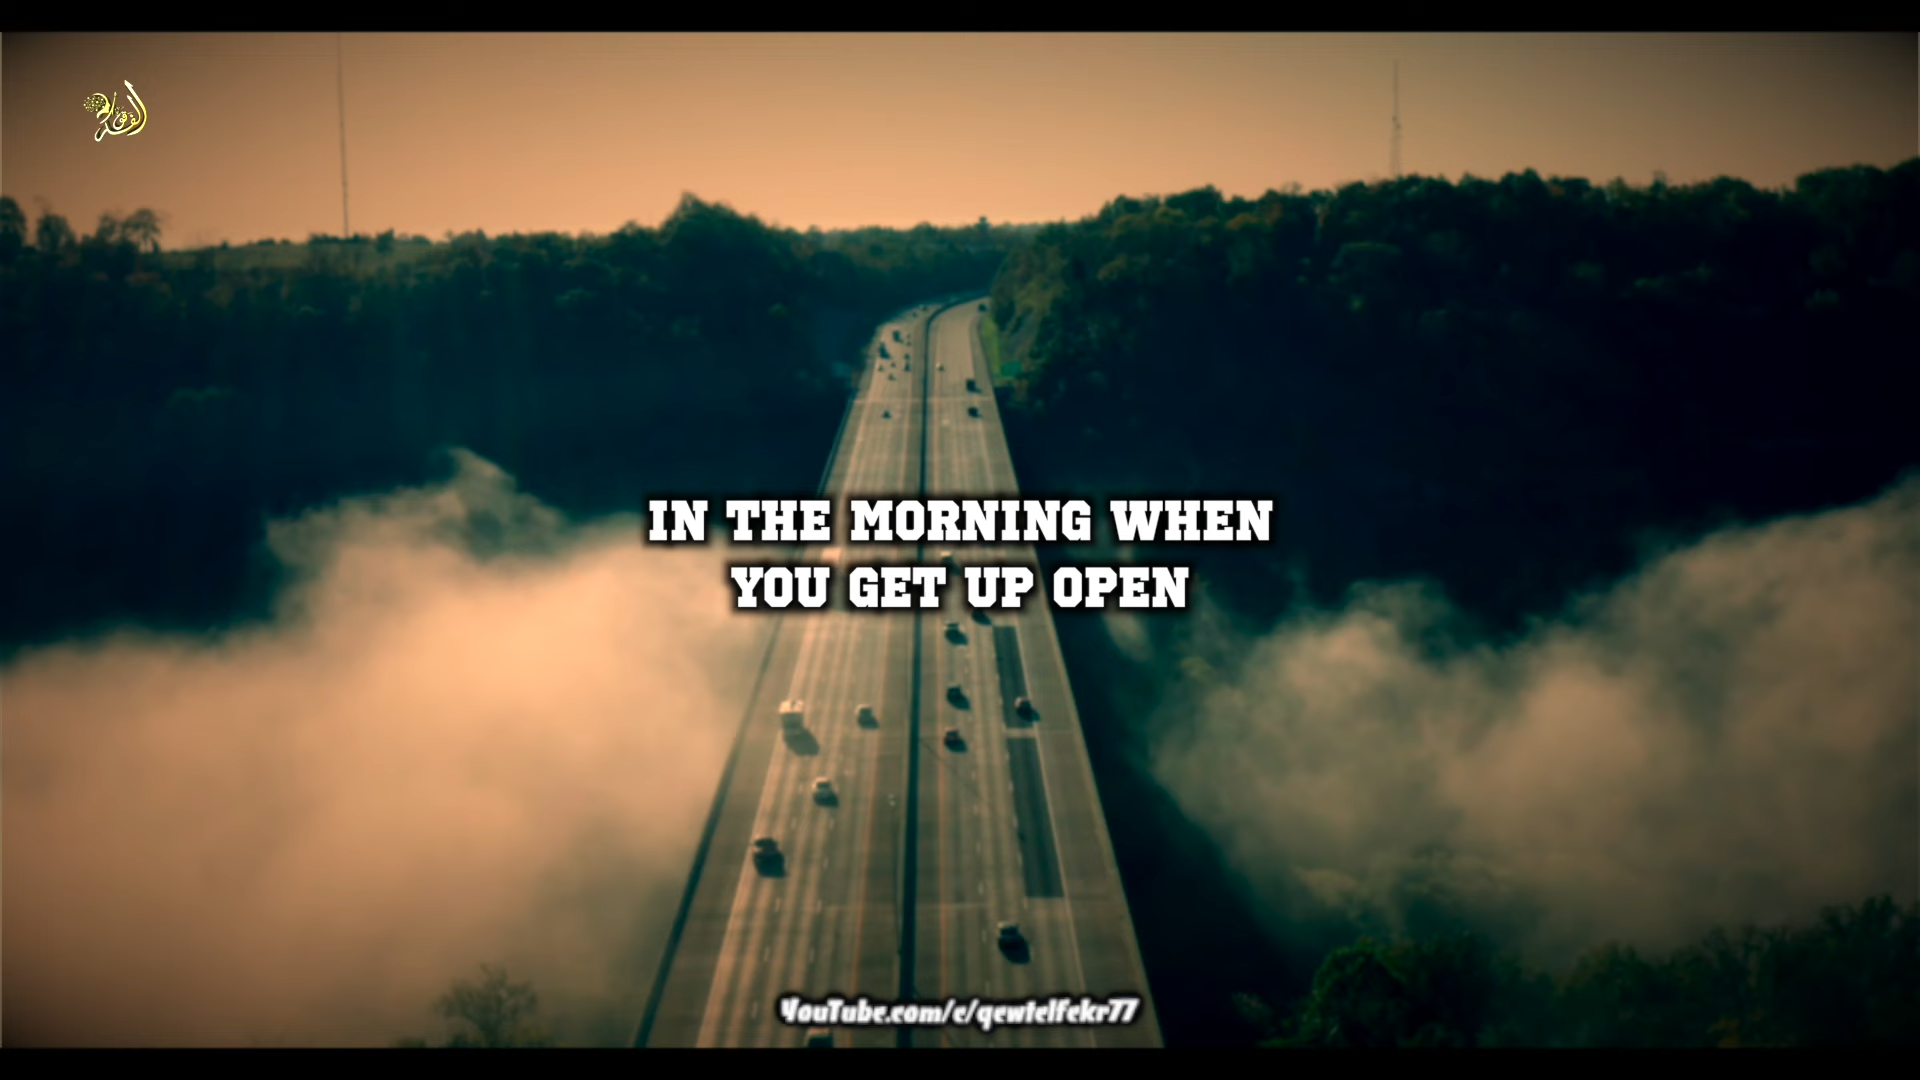 IN THE MORNING WHEN
YOU GET UP OPEN
YouTube.com/c/qewtelfekr77